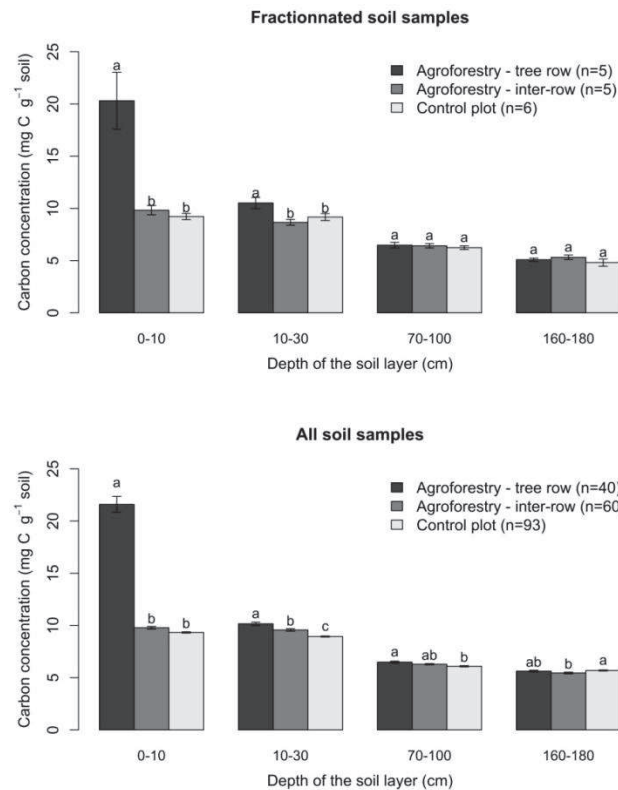 Fractionnated soil samples
Carbon concentration (mg C g⁻¹ soil)
25
20
15
10
5
0
Agroforestry - tree row (n=5)
Agroforestry - inter-row (n=5)
Control plot (n=6)
a
b
b
a
b
b
a
a
a
a
a
a
0-10
10-30
70-100
160-180
Depth of the soil layer (cm)
All soil samples
Carbon concentration (mg C g⁻¹ soil)
25
20
15
10
5
0
Agroforestry - tree row (n=40)
Agroforestry - inter-row (n=60
Control plot (n=93)
a
b
b
a
b
c
a
ab
b
ab
b
a
0-10
10-30
70-100
160-180
Depth of the soil layer (cm)